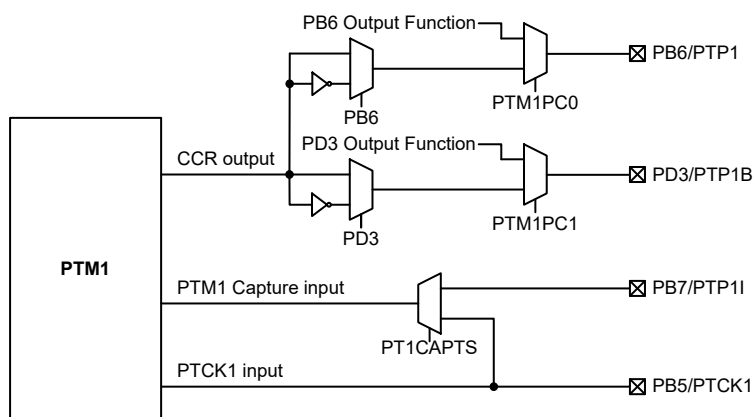 PB6 Output Function
PB6/PTP1
PB6
PTM1PC0
CCR output
PD3 Output Function
PD3/PTP1B
PD3
PTM1PC1
PTM1
PTM1 Capture input
PB7/PTP1I
PT1CAPTS
PTCK1 input
PB5/PTCK1